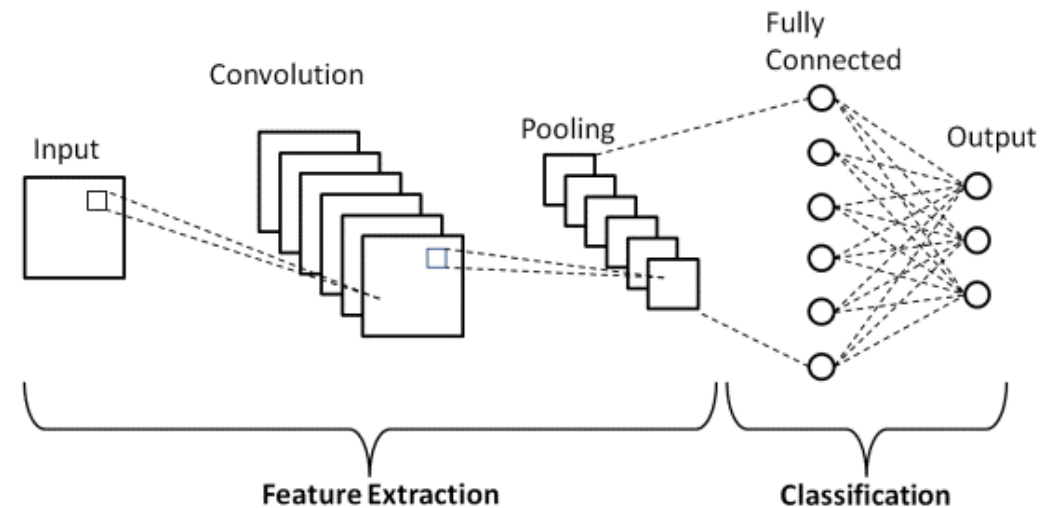 Input
Convolution
Pooling
Fully
Connected
Output
Feature Extraction
Classification